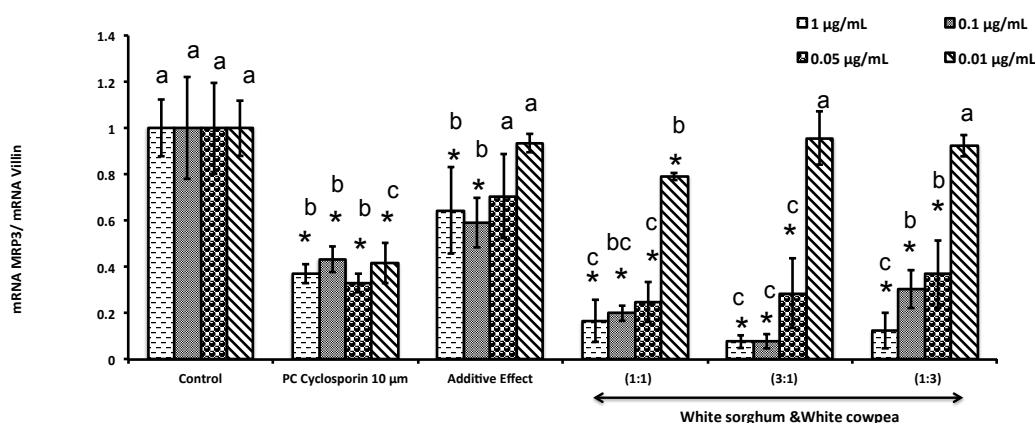 1 µg/mL 0.1 µg/mL
0.05 µg/mL 0.01 µg/mL
mRNA MRP3/ mRNA Villin
1.4
1.2
1
0.8
0.6
0.4
0.2
0
a a a a
b b b c
* * * *
b b a a
* *
c bc c b
* * * *
c c c a
* * *
c b b a
* * *
Control PC Cyclosporin 10 µm Additive Effect (1:1) (3:1) (1:3)
White sorghum &White cowpea